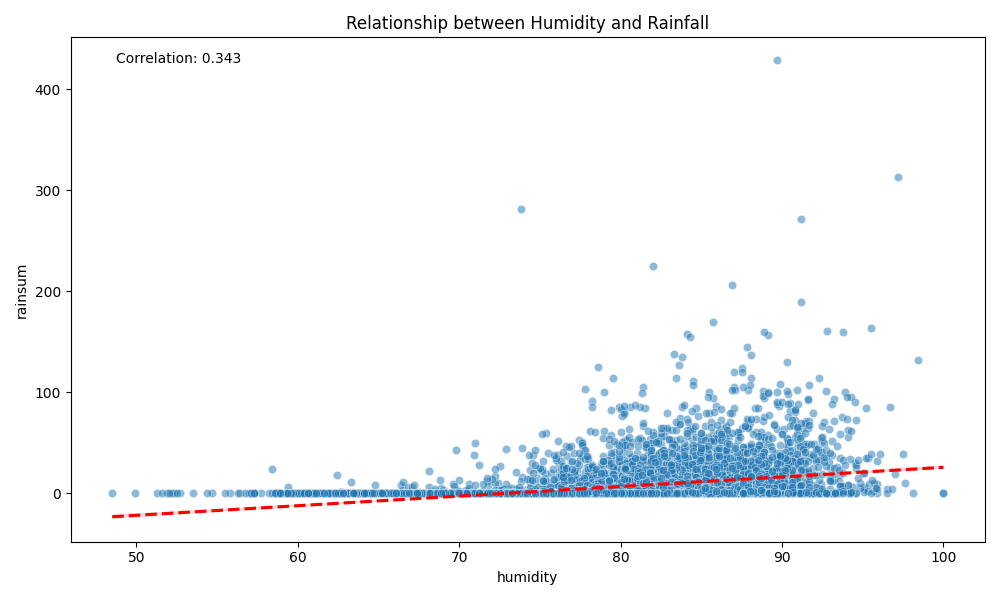 Relationship between Humidity and Rainfall
Correlation: 0.343
400
300
200
100
0
rainsum
50 60 70 80 90 100
humidity